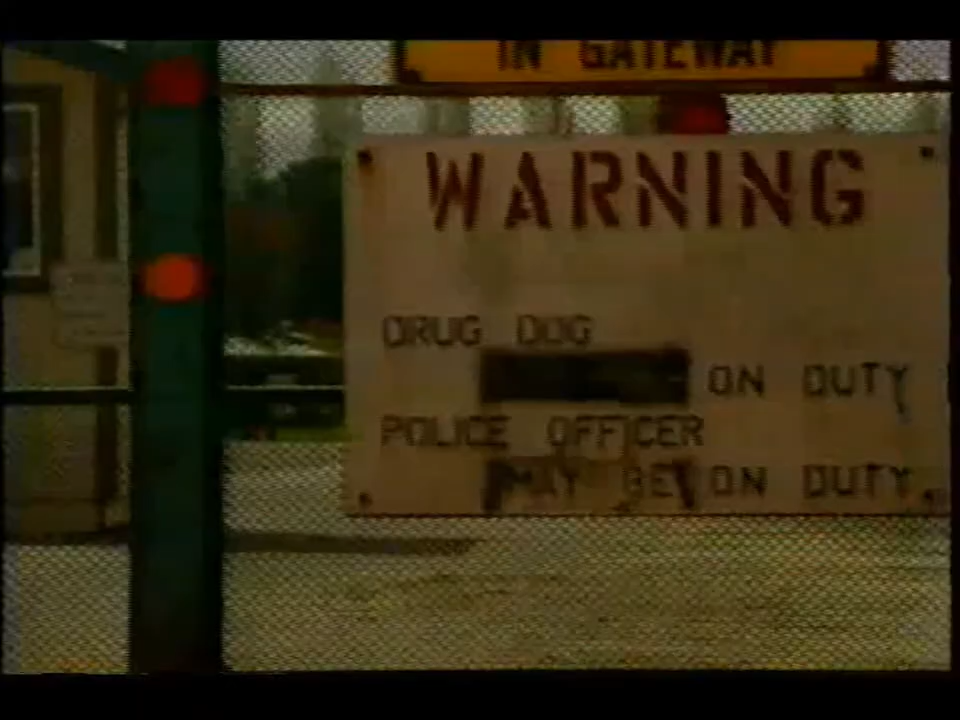 IN GATEWAY
WARNING
DRUG DOG
ON DUTY
POLICE OFFICER
MAY BE ON DUTY